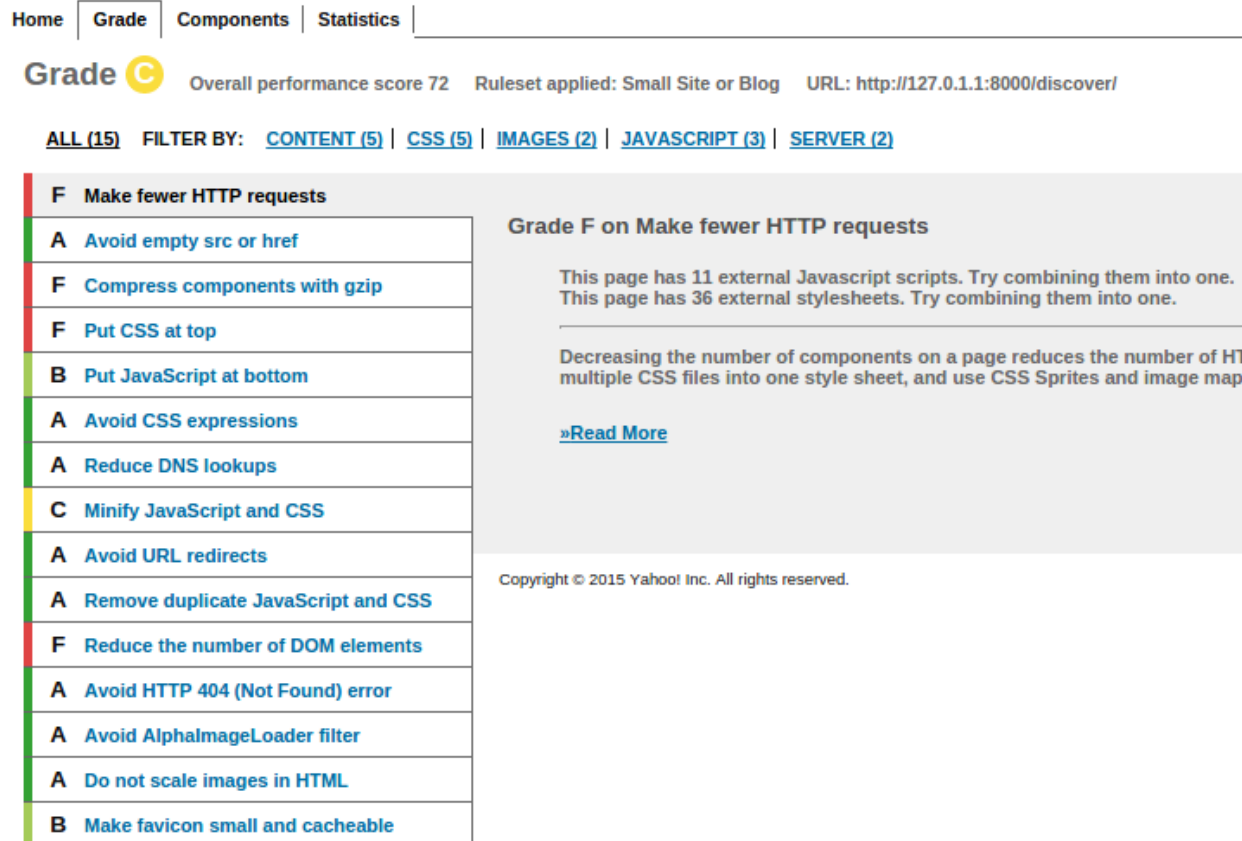 Home Grade Components Statistics
Grade C Overall performance score 72 Ruleset applied: Small Site or Blog URL: http://127.0.1.1:8000/discover/
ALL (15) FILTER BY: CONTENT (5) CSS (5) IMAGES (2) JAVASCRIPT (3) SERVER (2)
F Make fewer HTTP requests
A Avoid empty src or href
F Compress components with gzip
F Put CSS at top
B Put JavaScript at bottom
A Avoid CSS expressions
A Reduce DNS lookups
C Minify JavaScript and CSS
A Avoid URL redirects
A Remove duplicate JavaScript and CSS
F Reduce the number of DOM elements
A Avoid HTTP 404 (Not Found) error
A Avoid AlphaImageLoader filter
A Do not scale images in HTML
B Make favicon small and cacheable
Grade F on Make fewer HTTP requests
This page has 11 external Javascript scripts. Try combining them into one.
This page has 36 external stylesheets. Try combining them into one.
Decreasing the number of components on a page reduces the number of HT
multiple CSS files into one style sheet, and use CSS Sprites and image map
»Read More
Copyright © 2015 Yahoo! Inc. All rights reserved.